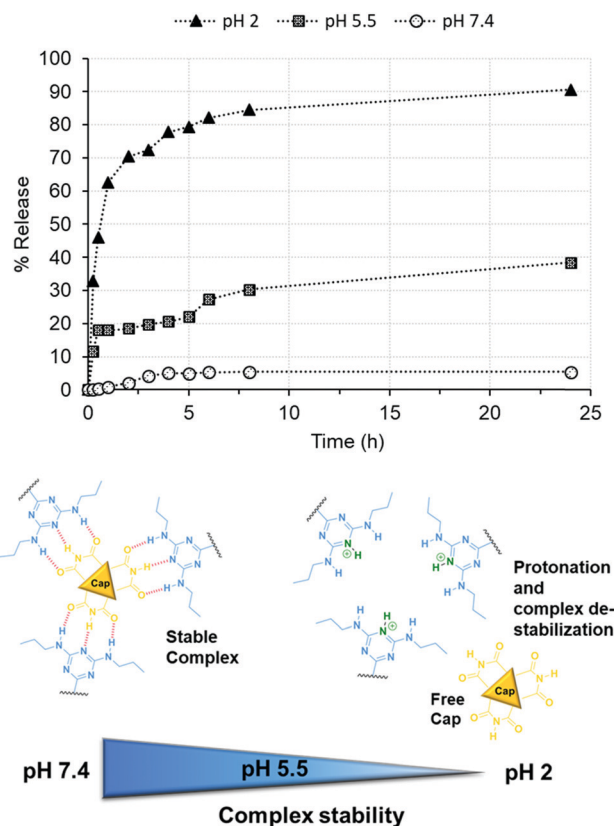 pH 2 pH 5.5 pH 7.4
100
90
80
70
60
50
40
30
20
10
0
% Release
0 5 10 15 20 25
Time (h)
N N
N N H
N H
N O
H N
O
Cap
O
N H N
O
Stable
Complex
N H
N N
N
H
⊕
Protonation
and
complex de-
stabilization
Free
Cap
Cap
pH 7.4 pH 5.5 pH 2
Complex stability